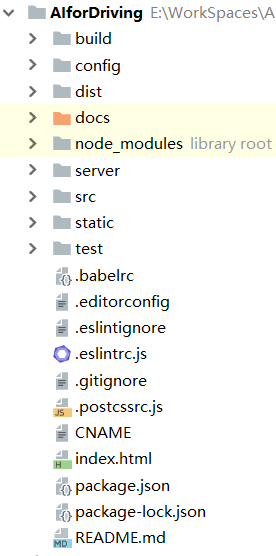 AIforDriving E:\WorkSpaces\A
build
config
dist
docs
node_modules library root
server
src
static
test
.babelrc
.editorconfig
.eslintignore
.eslintrc.js
.gitignore
.postcssrc.js
CNAME
index.html
package.json
package-lock.json
README.md